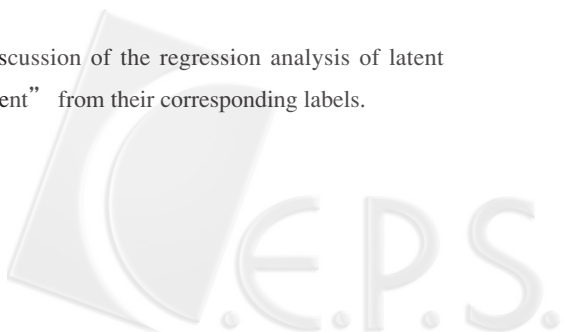 scussion of the regression analysis of latent
ent” from their corresponding labels.
C.E.P.S.